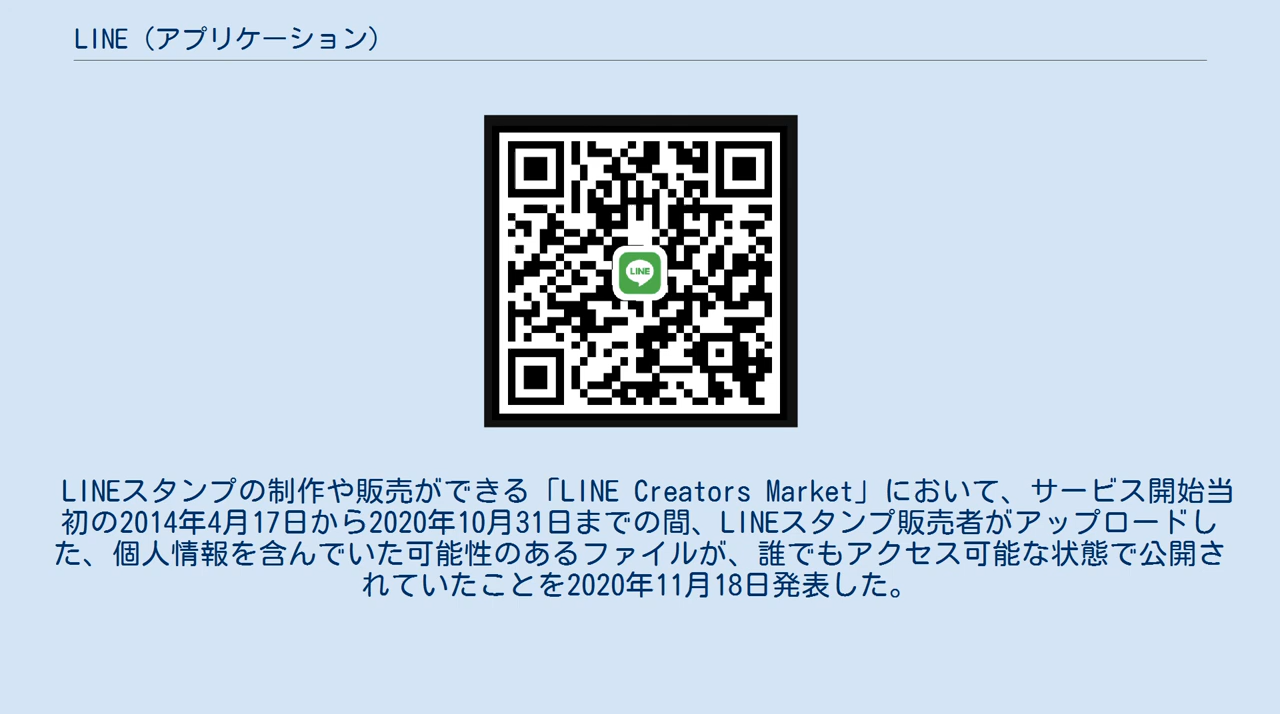 LINE（アプリケーション）
LINE
LINEスタンプの制作や販売ができる「LINE Creators Market」において、サービス開始当
初の2014年4月17日から2020年10月31日までの間、LINEスタンプ販売者がアップロードし
た、個人情報を含んでいた可能性のあるファイルが、誰でもアクセス可能な状態で公開さ
れていたことを2020年11月18日発表した。